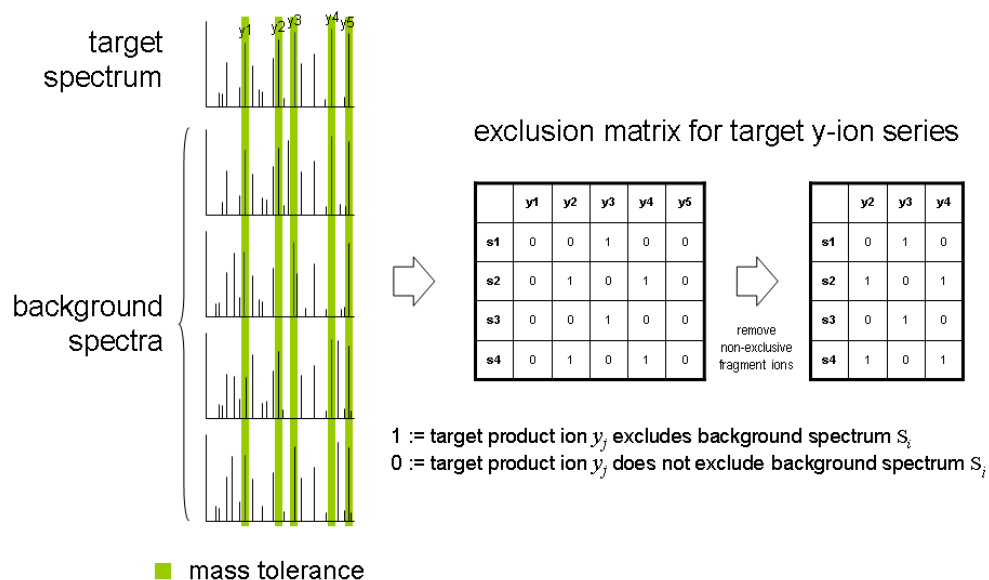 target
spectrum
y1 y2 y3 y4 y5
background
spectra
mass tolerance
exclusion matrix for target y-ion series
y1 y2 y3 y4 y5
s1 0 0 1 0 0
s2 0 1 0 1 0
s3 0 0 1 0 0
s4 0 1 0 1 0
remove
non-exclusive
fragment ions
y2 y3 y4
s1 0 1 0
s2 1 0 1
s3 0 1 0
s4 1 0 1
1 := target product ion yj excludes background spectrum Si
0 := target product ion yj does not exclude background spectrum Si